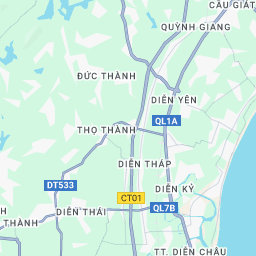 CẦU GIÁT
QUỲNH GIANG
ĐỨC THÀNH
DIỄN YÊN
QL1A
THỌ THÀNH
DIỄN THÁP
DT533
CT01
DIỄN KỶ
QL7B
DIỄN THÁI
THÀNH
TT. DIỄN CHÂU